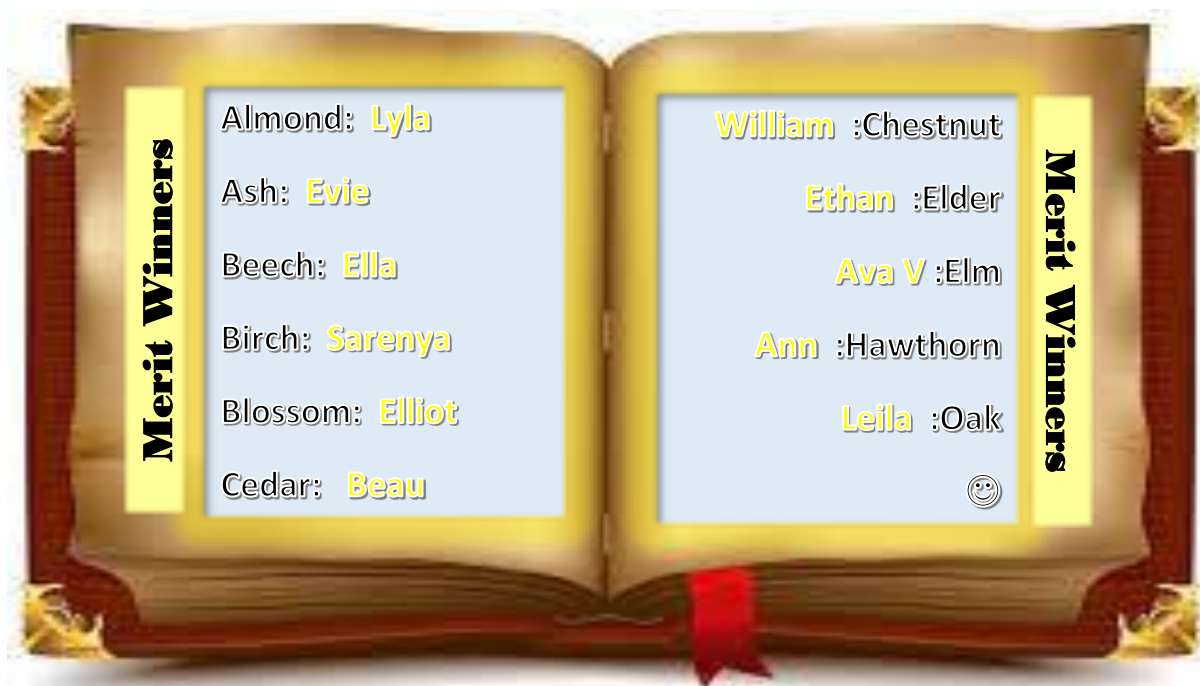 Merit Winners
Almond: Lyla
Ash: Evie
Beech: Ella
Birch: Sarenya
Blossom: Elliot
Cedar: Beau
William :Chestnut
Ethan :Elder
Ava V :Elm
Ann :Hawthorn
Leila :Oak
☺
Merit Winners